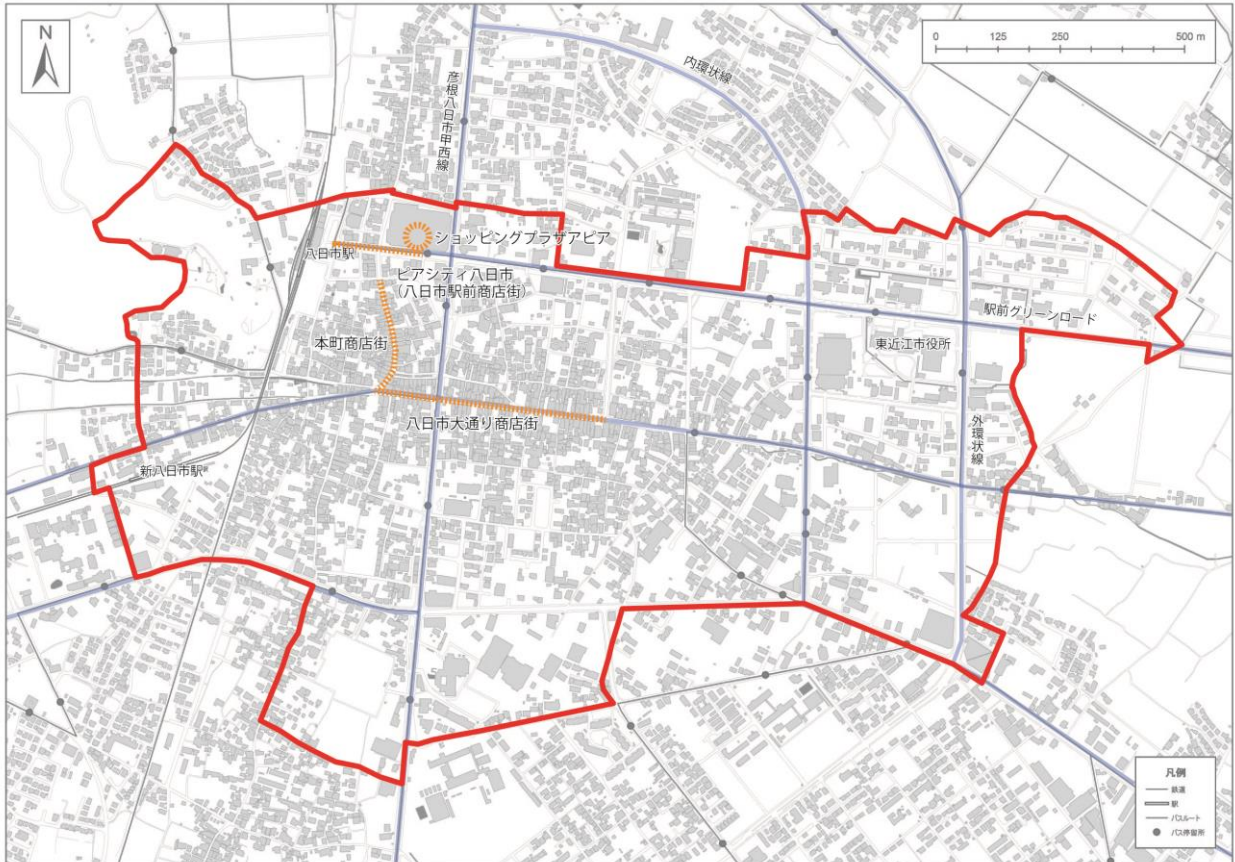 N
0 125 250 500 m
内環状線
彦根八日市甲西線
ショッピングプラザアピア
八日市駅
ピアシティ八日市
(八日市駅前商店街)
駅前グリーンロード
本町商店街
東近江市役所
八日市大通り商店街
外環状線
新八日市駅
凡例
鉄道
駅
バスルート
バス停留所